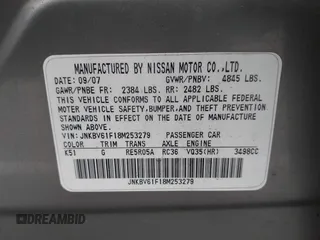 MANUFACTURED BY NISSAN MOTOR CO.,LTD.
DATE: 09/07 GVWR/PNBV: 4845 LBS.
GAWR/PNBE FR: 2384 LBS. RR: 2482 LBS.
THIS VEHICLE CONFORMS TO ALL APPLICABLE FEDERAL
MOTOR VEHICLE SAFETY, BUMPER, AND THEFT PREVENTION
STANDARDS IN EFFECT ON THE DATE OF MANUFACTURE
SHOWN ABOVE.
JNKBV61F18M253279 PASSENGER CAR
COLOR TRIM TRANS AXLE ENGINE
K51 G RE5R05A RC36 VQ35(HR) 3498CC
JNKBV61F18M253279
DREAMBID